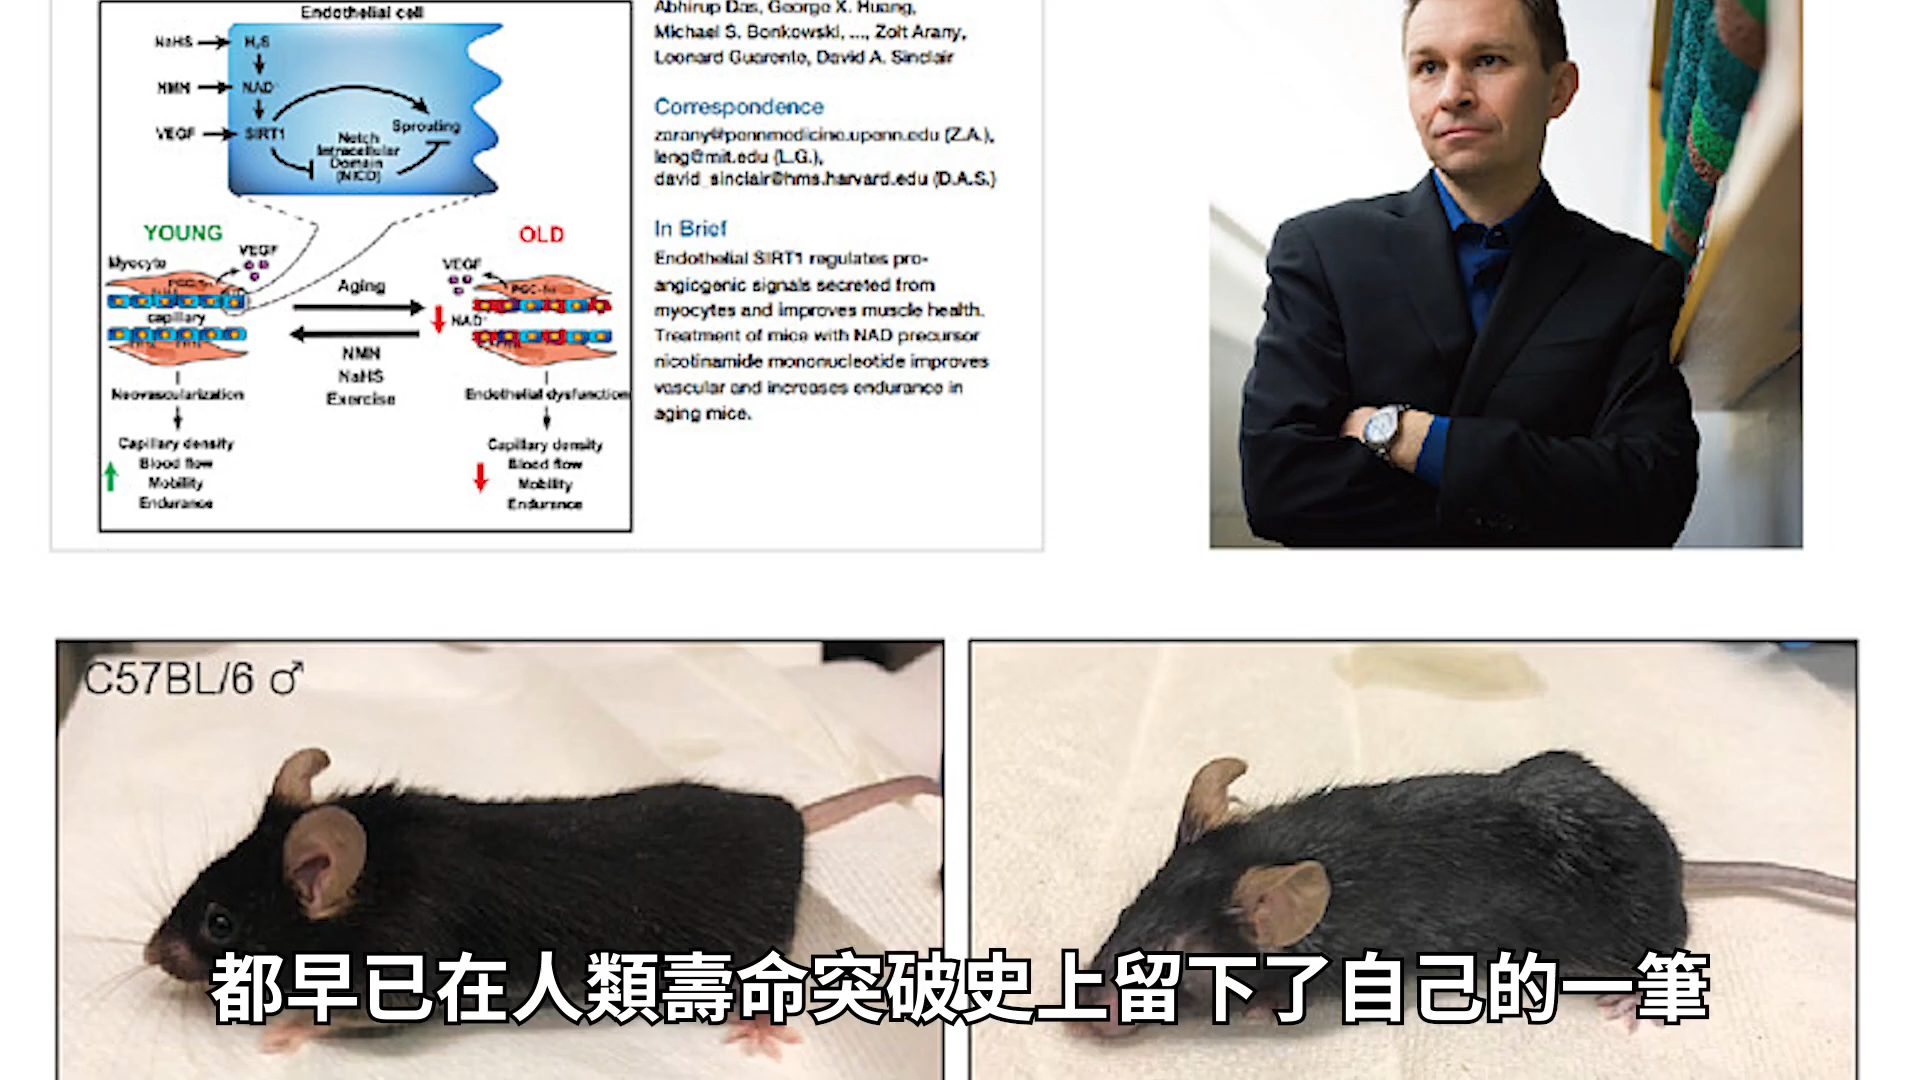 Endothelial cell
NaHS
H₂S
NMN
NAD⁺
VEGF
SIRT1
Sprouting
Notch
Intracellular
Domain
(NICD)
YOUNG
VEGF
Myocyte
capillary
Aging
NMN
NaHS
Exercise
OLD
VEGF
PGC-1α
NAD⁺
Neovascularization
Capillary density
Blood flow
Mobility
Endurance
Endothelial dysfunction
Capillary density
Blood flow
Mobility
Endurance
Abhirup Das, George X. Huang,
Michael S. Bonkowski, ..., Zolt Arany,
Leonard Guarente, David A. Sinclair
Correspondence
zarany@pennmedicine.upenn.edu (Z.A.),
leng@mit.edu (L.G.),
david_sinclair@hms.harvard.edu (D.A.S.)
In Brief
Endothelial SIRT1 regulates pro-
angiogenic signals secreted from
myocytes and improves muscle health.
Treatment of mice with NAD precursor
nicotinamide mononucleotide improves
vascular and increases endurance in
aging mice.
C57BL/6 ♂
都早已在人類壽命突破史上留下了自己的一筆